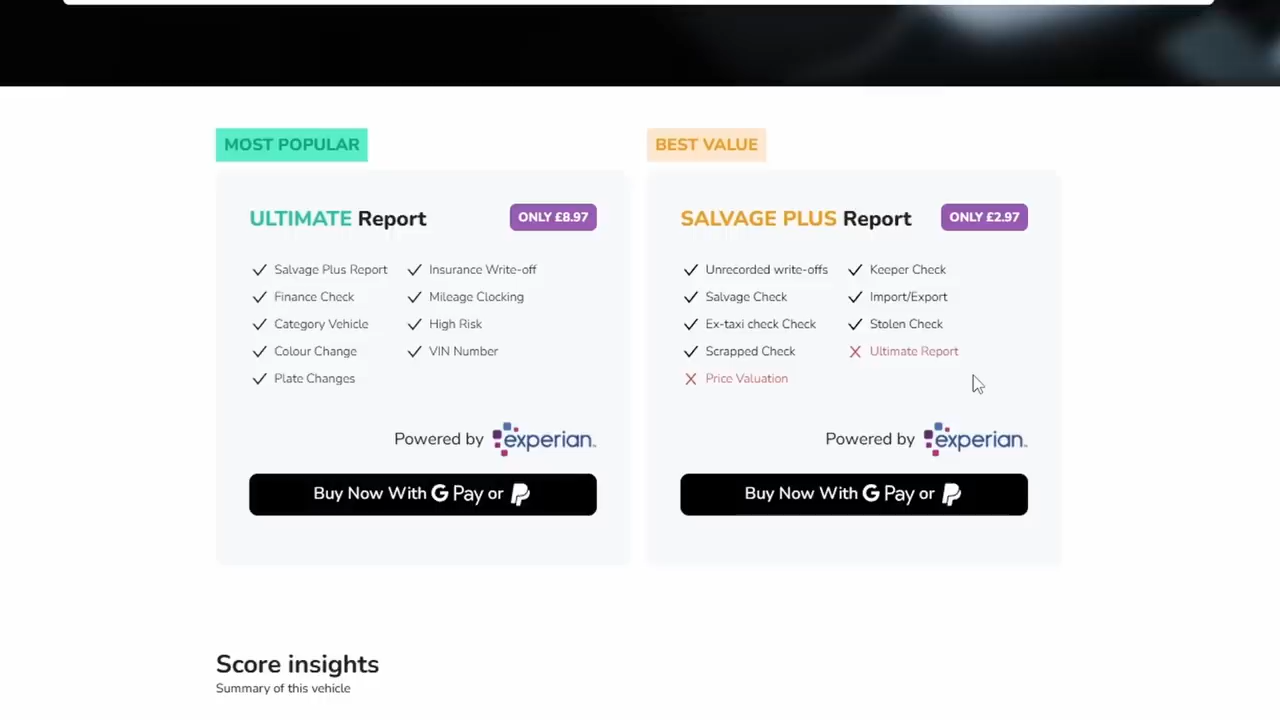 MOST POPULAR
ULTIMATE Report
ONLY £8.97
Salvage Plus Report
Insurance Write-off
Finance Check
Mileage Clocking
Category Vehicle
High Risk
Colour Change
VIN Number
Plate Changes
Powered by experian.
Buy Now With G Pay or
BEST VALUE
SALVAGE PLUS Report
ONLY £2.97
Unrecorded write-offs
Keeper Check
Salvage Check
Import/Export
Ex-taxi check Check
Stolen Check
Scrapped Check
Ultimate Report
Price Valuation
Powered by experian.
Buy Now With G Pay or
Score insights
Summary of this vehicle